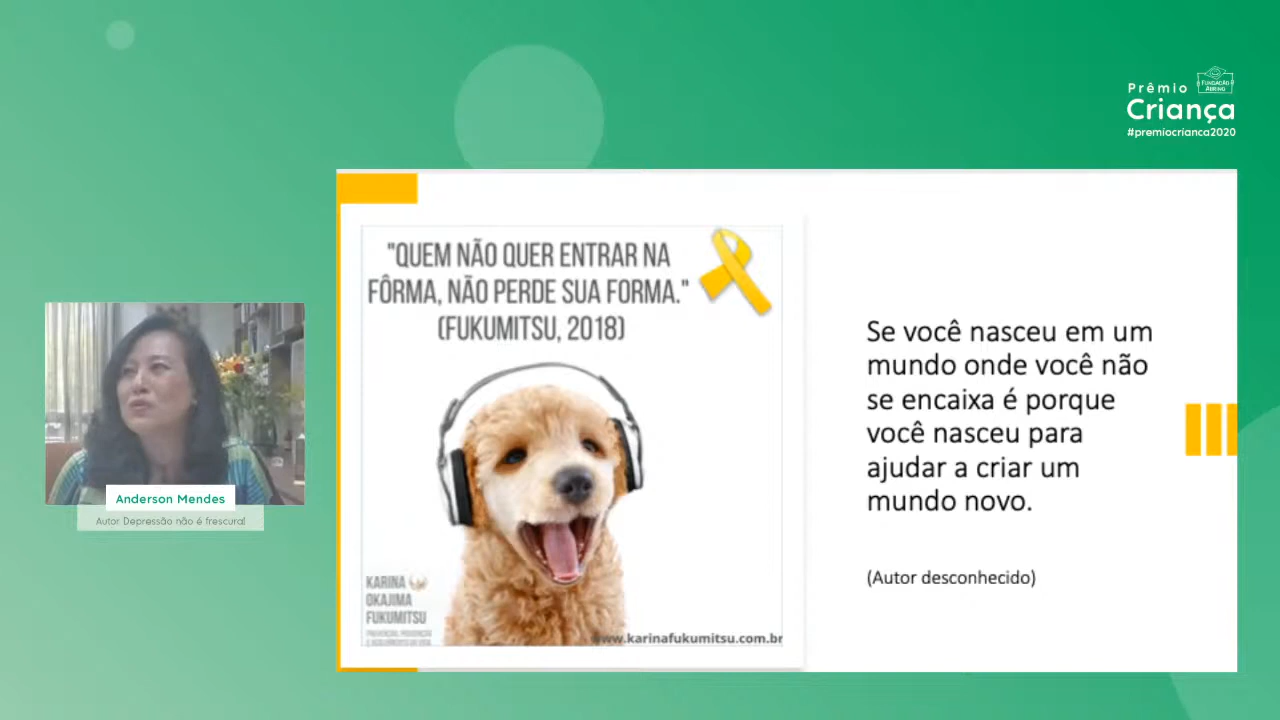 Prêmio
FUNDAÇÃO
ABRINQ
Criança
#premiocrianca2020
"QUEM NÃO QUER ENTRAR NA
FÔRMA, NÃO PERDE SUA FORMA."
(FUKUMITSU, 2018)
KARINA
OKAJIMA
FUKUMITSU
www.karinafukumitsu.com.br
Se você nasceu em um
mundo onde você não
se encaixa é porque
você nasceu para
ajudar a criar um
mundo novo.
(Autor desconhecido)
Anderson Mendes
Autor Depressão não é frescura!